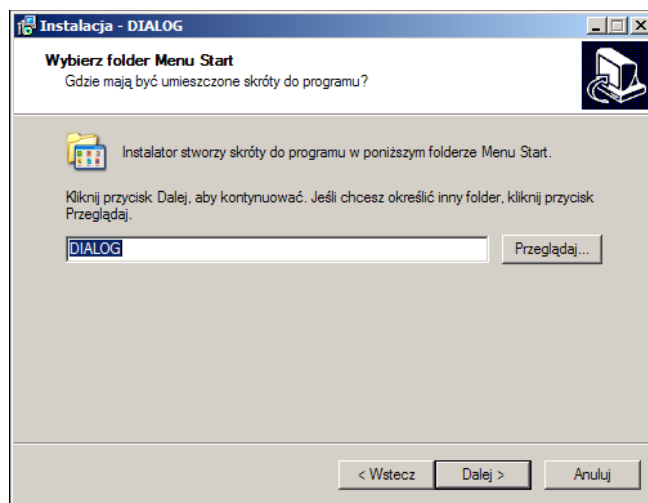 Instalacja - DIALOG
Wybierz folder Menu Start
Gdzie mają być umieszczone skróty do programu?
Instalator stworzy skróty do programu w poniższym folderze Menu Start.
Kliknij przycisk Dalej, aby kontynuować. Jeśli chcesz określić inny folder, kliknij przycisk
Przeglądaj.
DIALOG
Przeglądaj...
< Wstecz
Dalej >
Anuluj